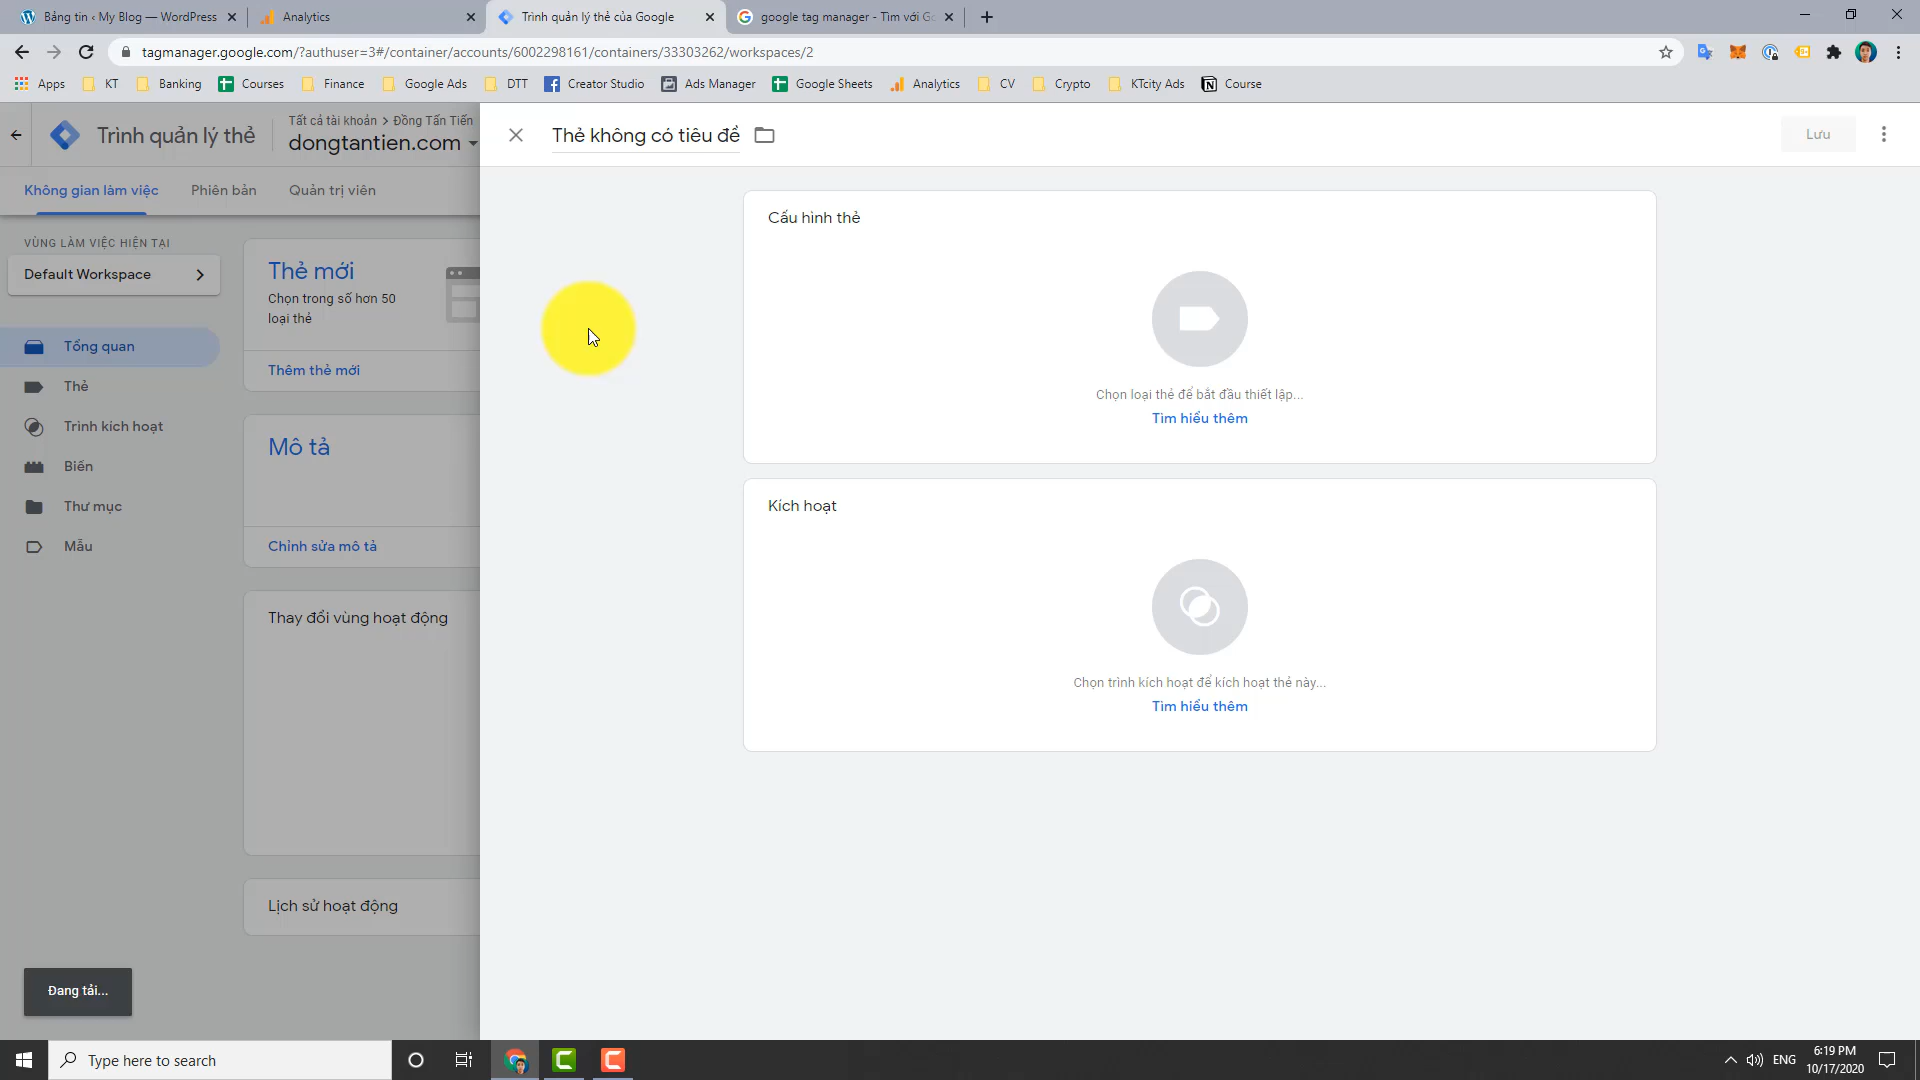 Bảng tin ‹ My Blog — WordPress
Analytics
Trình quản lý thẻ của Google
google tag manager - Tìm với Go
tagmanager.google.com/?authuser=3#/container/accounts/6002298161/containers/33303262/workspaces/2
Apps KT Banking Courses Finance Google Ads DTT Creator Studio Ads Manager Google Sheets Analytics CV Crypto KTcity Ads Course
Trình quản lý thẻ
Tất cả tài khoản > Đồng Tấn Tiến
dongtantien.com
Không gian làm việc Phiên bản Quản trị viên
VÙNG LÀM VIỆC HIỆN TẠI
Default Workspace
Tổng quan
Thẻ
Trình kích hoạt
Biến
Thư mục
Mẫu
Thẻ mới
Chọn trong số hơn 50
loại thẻ
Thêm thẻ mới
Mô tả
Chỉnh sửa mô tả
Thay đổi vùng hoạt động
Lịch sử hoạt động
Đang tải...
Thẻ không có tiêu đề
Lưu
Cấu hình thẻ
Chọn loại thẻ để bắt đầu thiết lập...
Tìm hiểu thêm
Kích hoạt
Chọn trình kích hoạt để kích hoạt thẻ này...
Tìm hiểu thêm
Type here to search
ENG
6:19 PM
10/17/2020